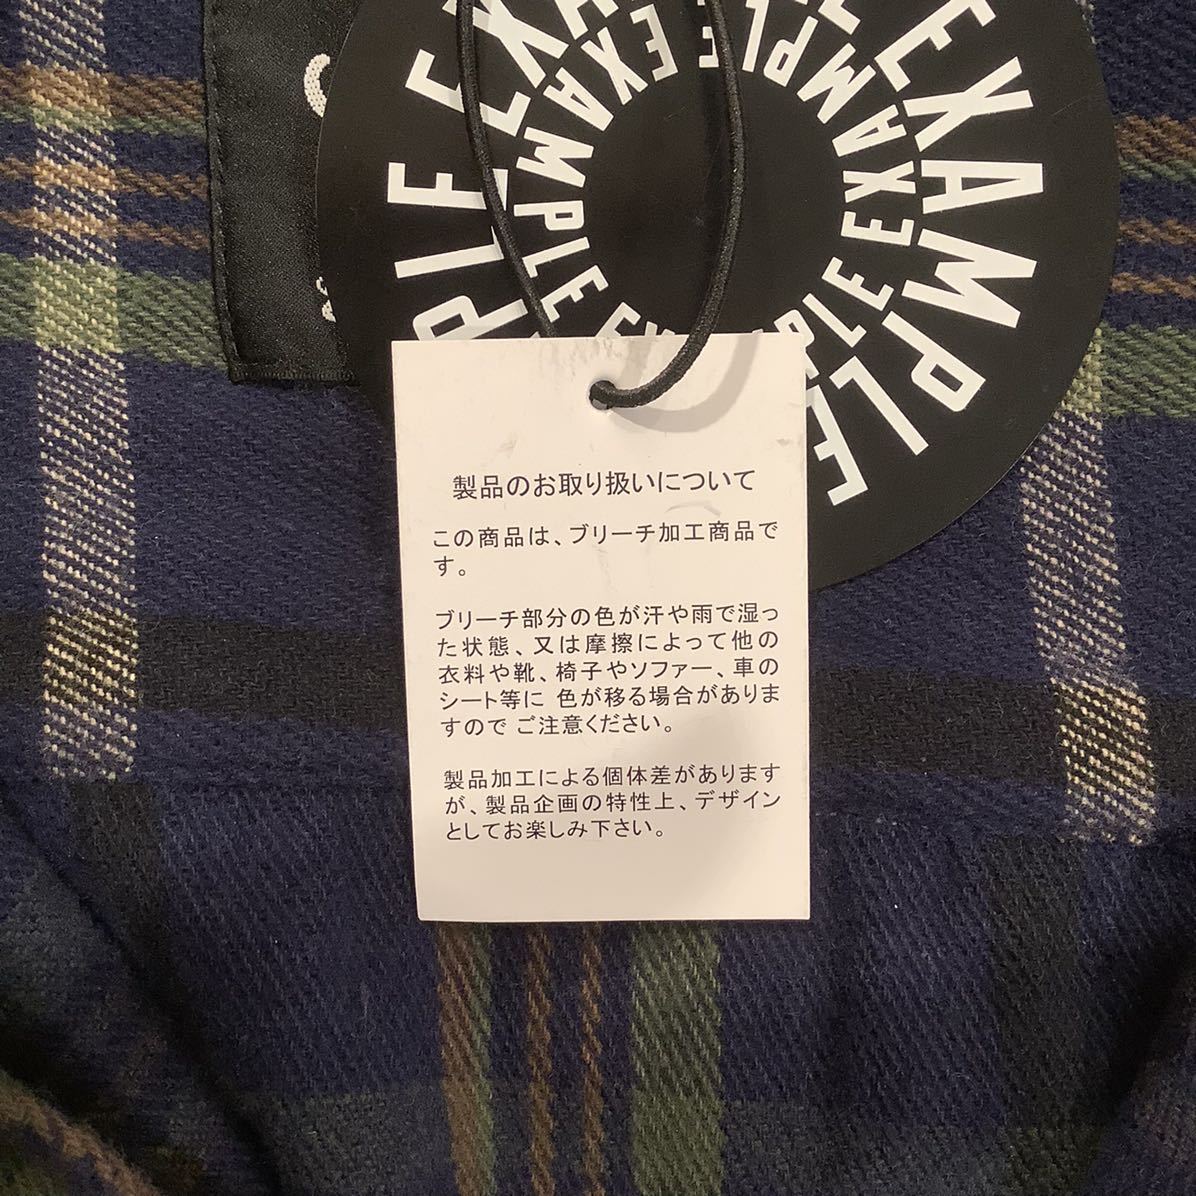 EXAMPLE EXAMPLE
EXAMPLE EXAMPLE EXAMPLE
製品のお取り扱いについて
この商品は、ブリーチ加工商品で
す。
ブリーチ部分の色が汗や雨で湿っ
た状態、又は摩擦によって他の
衣料や靴、椅子やソファー、車の
シート等に 色が移る場合がありま
すので ご注意ください。
製品加工による個体差があります
が、製品企画の特性上、デザイン
としてお楽しみ下さい。